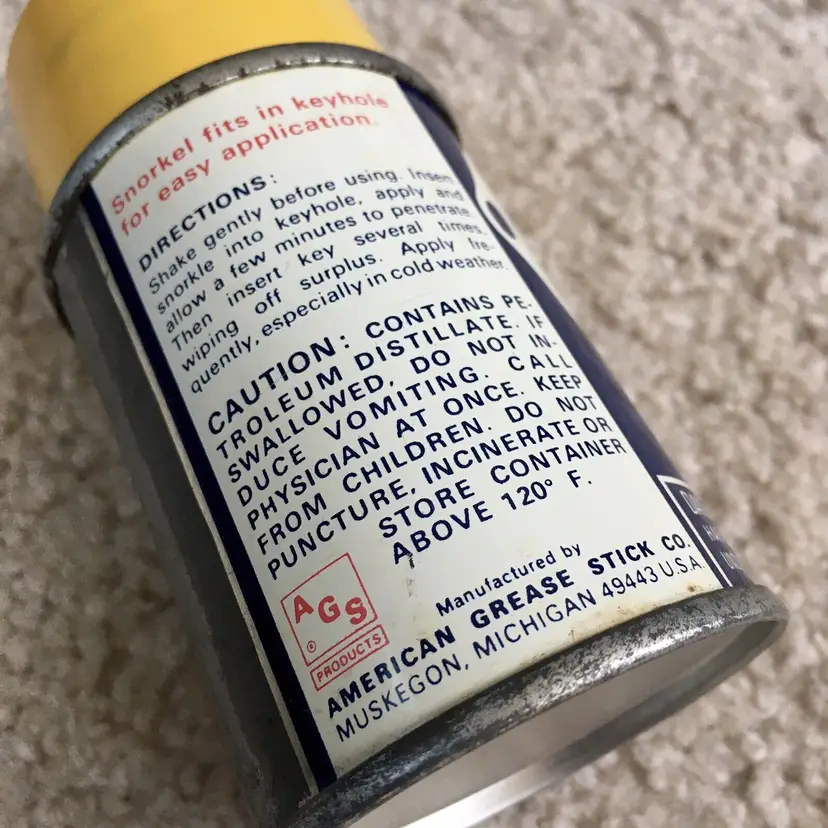 Snorkel fits in keyhole
for easy application.
DIRECTIONS:
Shake gently before using. Insert
snorkle into keyhole, apply and
allow a few minutes to penetrate.
Then insert key several times,
wiping off surplus. Apply fre-
quently, especially in cold weather.
CAUTION: CONTAINS PE-
TROLEUM DISTILLATE. IF
SWALLOWED, DO NOT IN-
DUCE VOMITING. CALL
PHYSICIAN AT ONCE. KEEP
FROM CHILDREN. DO NOT
PUNCTURE, INCINERATE OR
STORE CONTAINER
ABOVE 120° F.
AGS
®
PRODUCTS
Manufactured by
AMERICAN GREASE STICK CO.
MUSKEGON, MICHIGAN 49443 U.S.A.